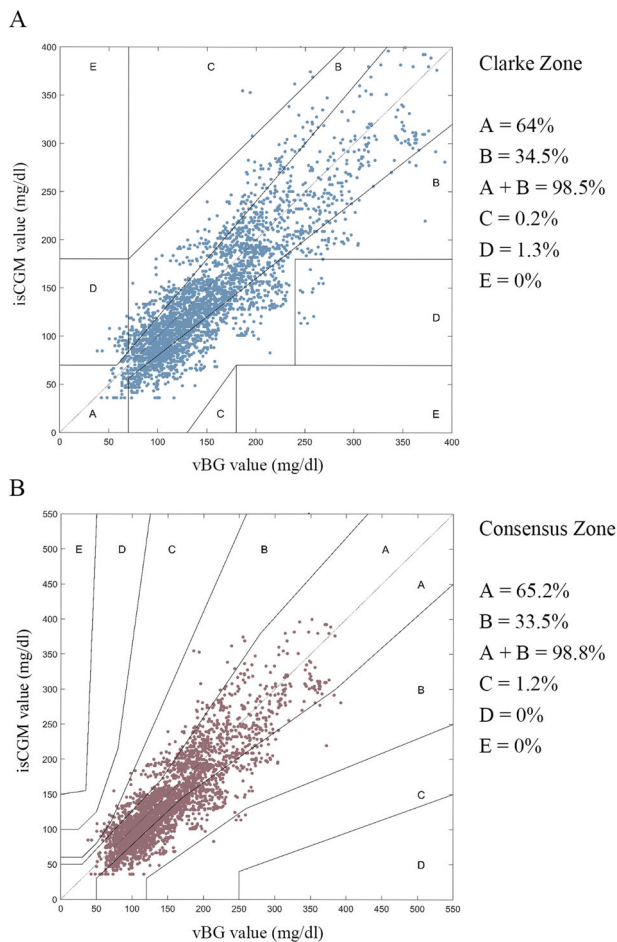 A
400
350
300
250
200
150
100
50
0
isCGM value (mg/dl)
E
C
B
B
D
D
A
C
E
0 50 100 150 200 250 300 350 400
vBG value (mg/dl)
Clarke Zone
A = 64%
B = 34.5%
A + B = 98.5%
C = 0.2%
D = 1.3%
E = 0%
B
550
500
450
400
350
300
250
200
150
100
50
0
isCGM value (mg/dl)
E
D
C
B
A
A
B
C
D
0 50 100 150 200 250 300 350 400 450 500 550
vBG value (mg/dl)
Consensus Zone
A = 65.2%
B = 33.5%
A + B = 98.8%
C = 1.2%
D = 0%
E = 0%